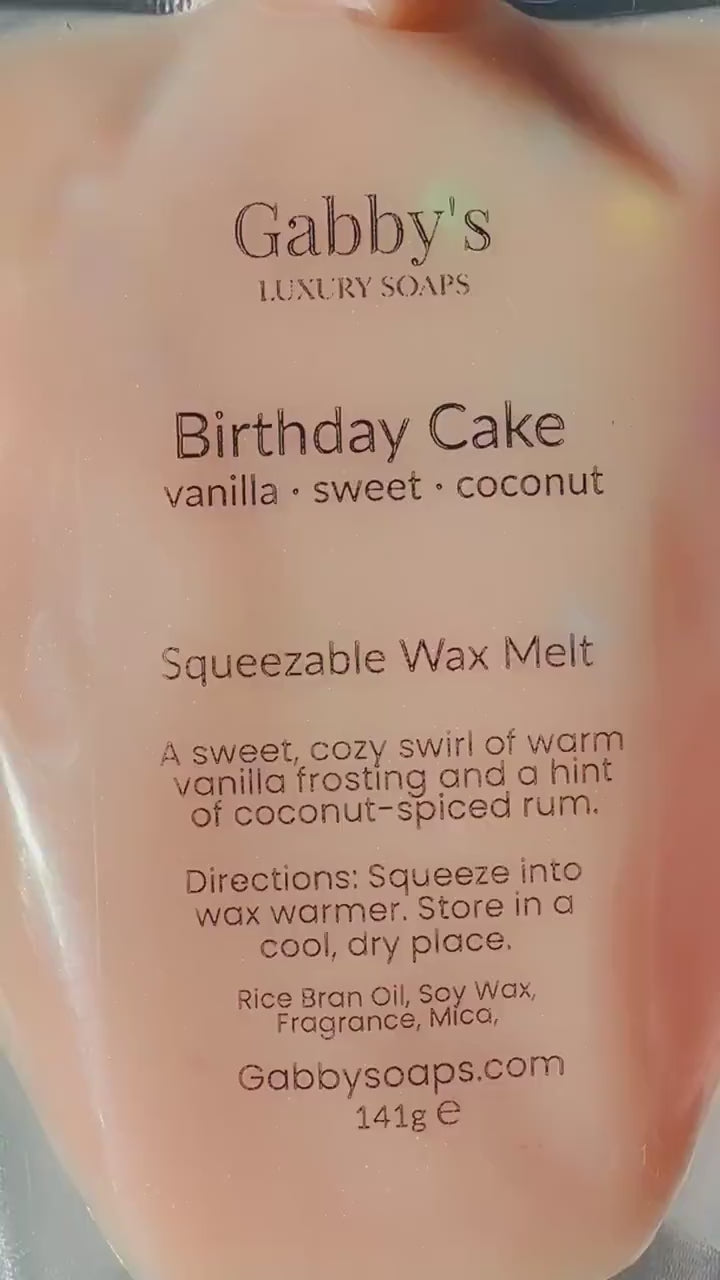 Gabby's
LUXURY SOAPS
Birthday Cake
vanilla • sweet • coconut
Squeezable Wax Melt
A sweet, cozy swirl of warm
vanilla frosting and a hint
of coconut-spiced rum.
Directions: Squeeze into
wax warmer. Store in a
cool, dry place.
Rice Bran Oil, Soy Wax,
Fragrance, Mica,
Gabbysoaps.com
141g ℮